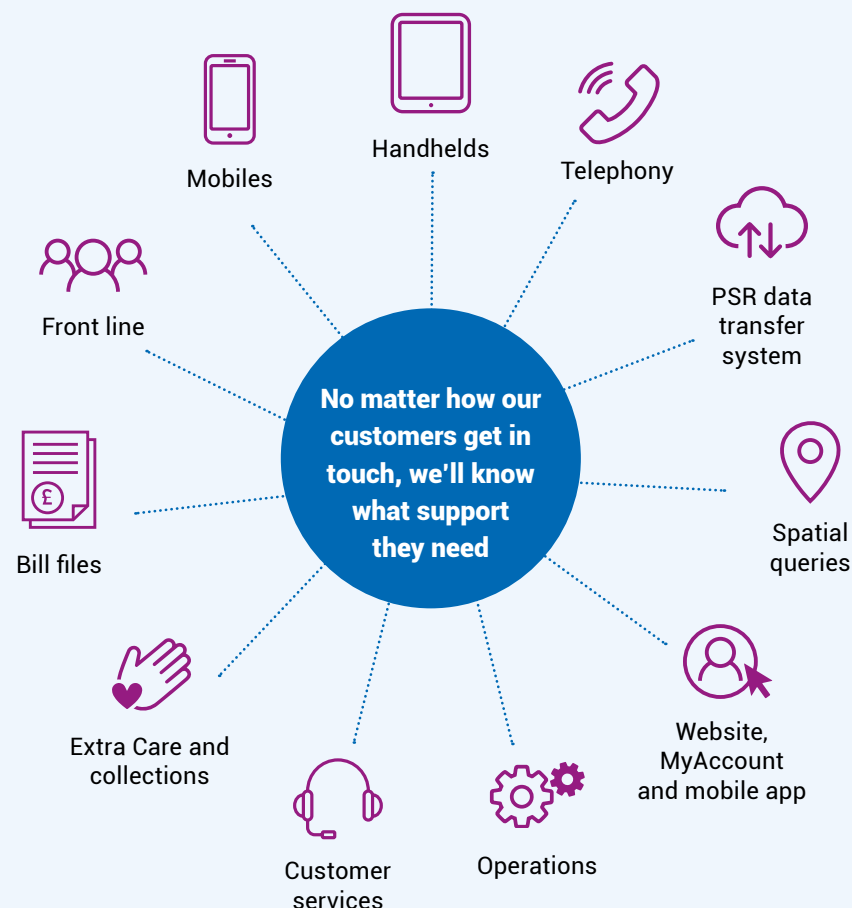 Handhelds
Telephony
Mobiles
PSR data
transfer
system
Front line
No matter how our
customers get in
touch, we'll know
what support
they need
Spatial
queries
£
Bill files
Website,
MyAccount
and mobile app
Extra Care and
collections
Operations
Customer
services